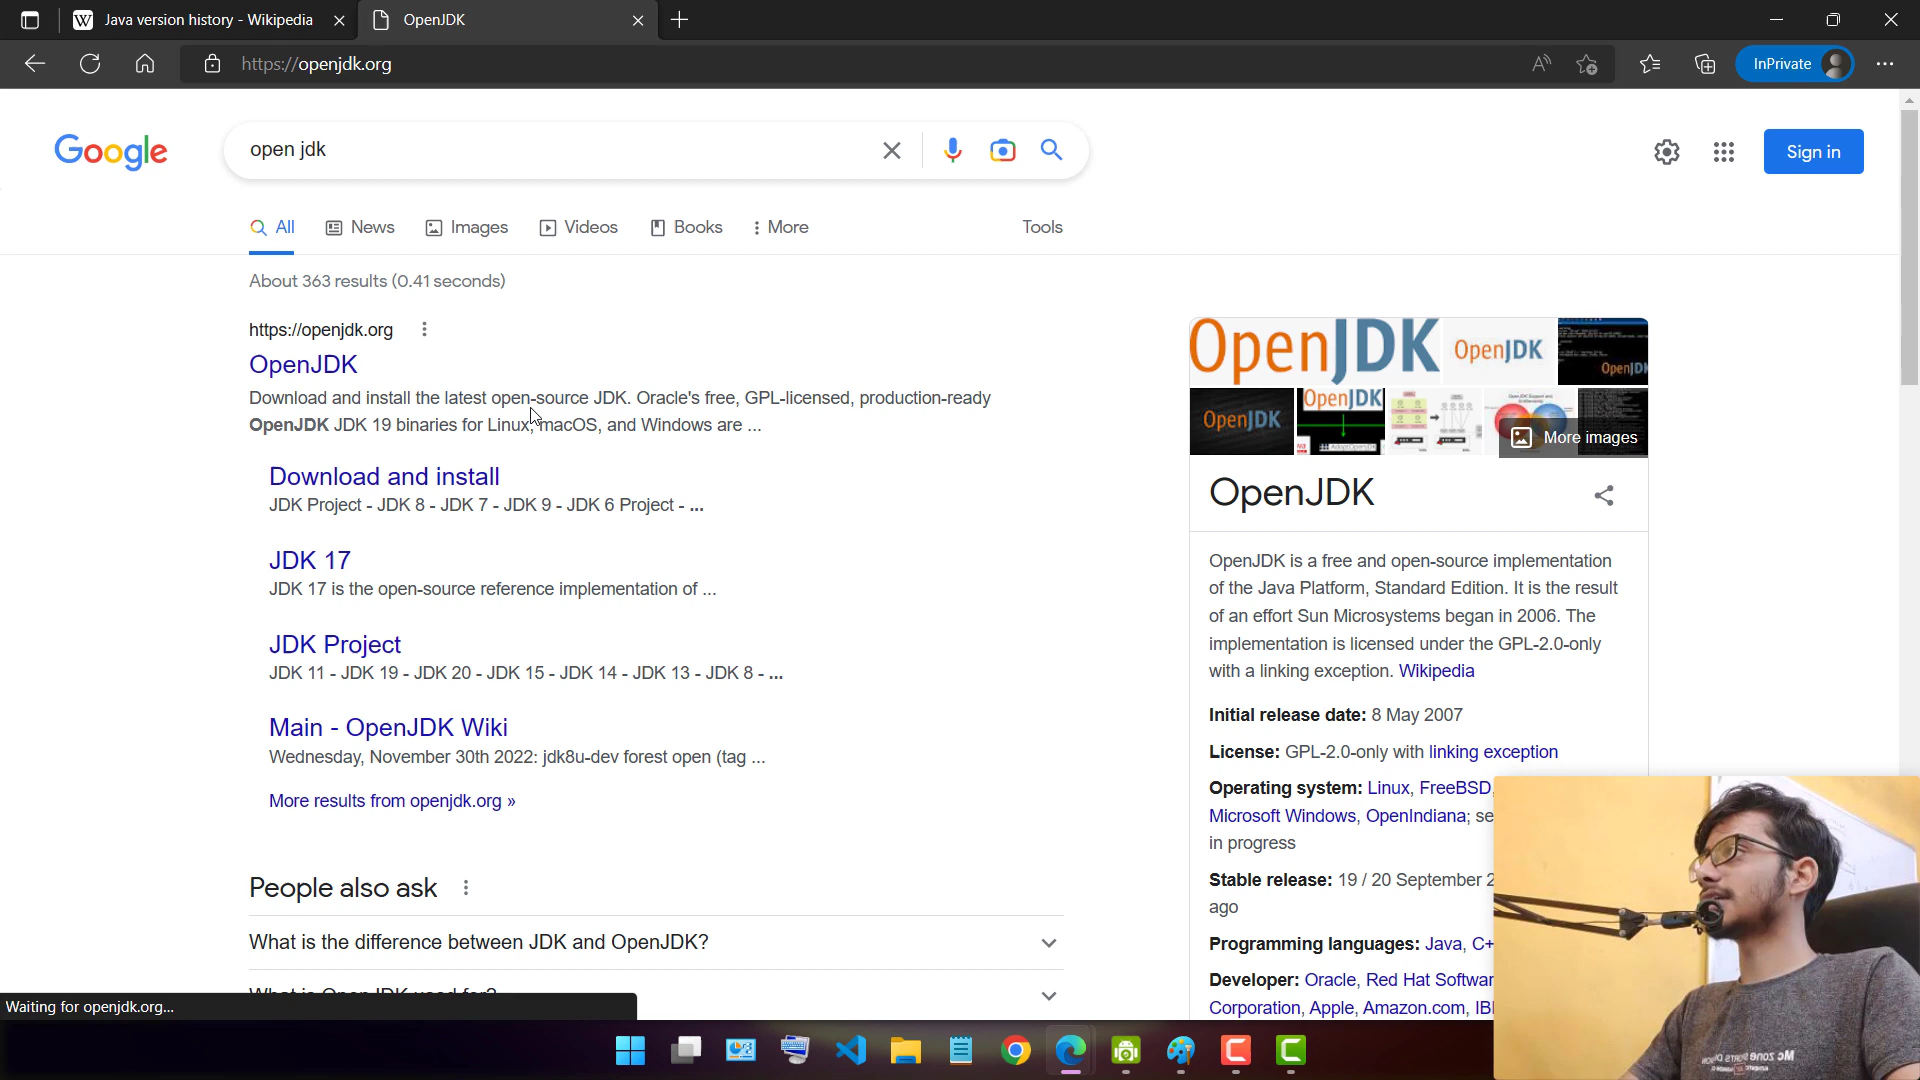 Java version history - Wikipedia
OpenJDK
https://openjdk.org
InPrivate
Google
open jdk
Sign in
All
News
Images
Videos
Books
More
Tools
About 363 results (0.41 seconds)
https://openjdk.org
OpenJDK
Download and install the latest open-source JDK. Oracle's free, GPL-licensed, production-ready
OpenJDK JDK 19 binaries for Linux, macOS, and Windows are ...
Download and install
JDK Project - JDK 8 - JDK 7 - JDK 9 - JDK 6 Project - ...
JDK 17
JDK 17 is the open-source reference implementation of ...
JDK Project
JDK 11 - JDK 19 - JDK 20 - JDK 15 - JDK 14 - JDK 13 - JDK 8 - ...
Main - OpenJDK Wiki
Wednesday, November 30th 2022: jdk8u-dev forest open (tag ...
More results from openjdk.org »
People also ask
What is the difference between JDK and OpenJDK?
Waiting for openjdk.org...
OpenJDK
OpenJDK
OpenJDK
OpenJDK
More images
OpenJDK
OpenJDK is a free and open-source implementation
of the Java Platform, Standard Edition. It is the result
of an effort Sun Microsystems began in 2006. The
implementation is licensed under the GPL-2.0-only
with a linking exception. Wikipedia
Initial release date: 8 May 2007
License: GPL-2.0-only with linking exception
Operating system: Linux, FreeBSD,
Microsoft Windows, OpenIndiana; se
in progress
Stable release: 19 / 20 September 2
ago
Programming languages: Java, C+
Developer: Oracle, Red Hat Softwar
Corporation, Apple, Amazon.com, IB